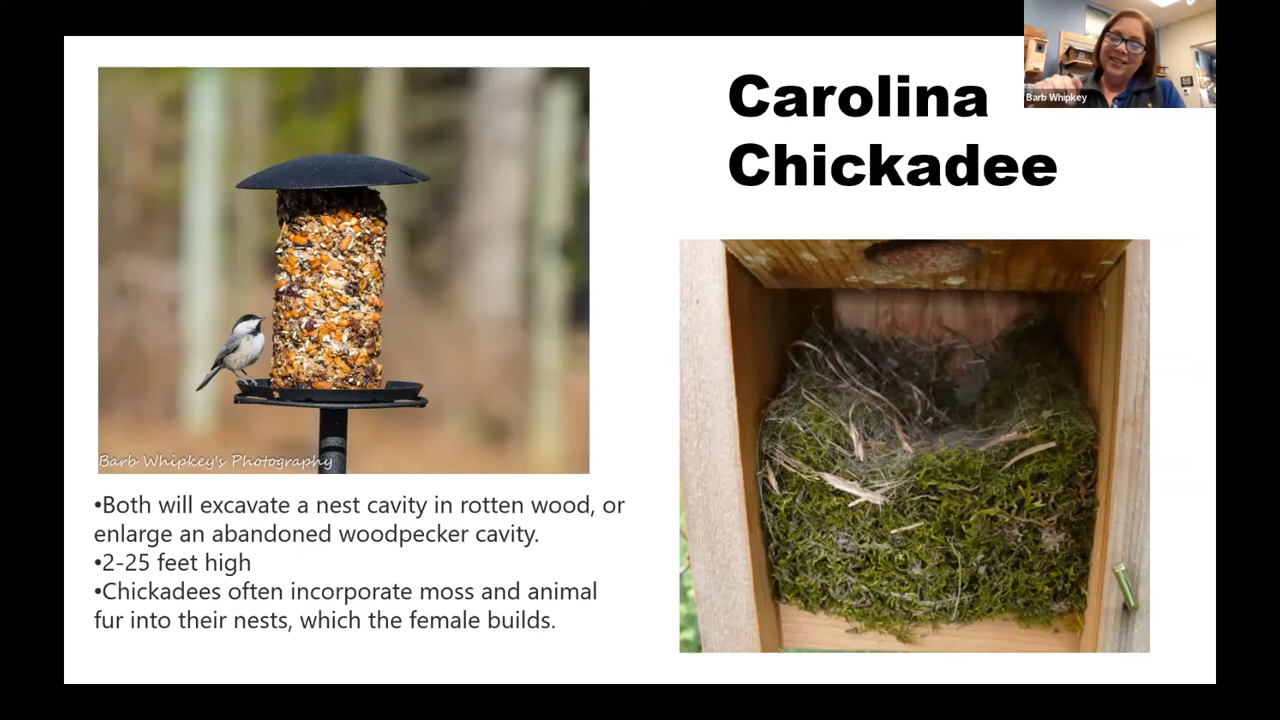 Carolina
Chickadee
Barb Whipkey
Barb Whipkey's Photography
•Both will excavate a nest cavity in rotten wood, or
enlarge an abandoned woodpecker cavity.
•2-25 feet high
•Chickadees often incorporate moss and animal
fur into their nests, which the female builds.